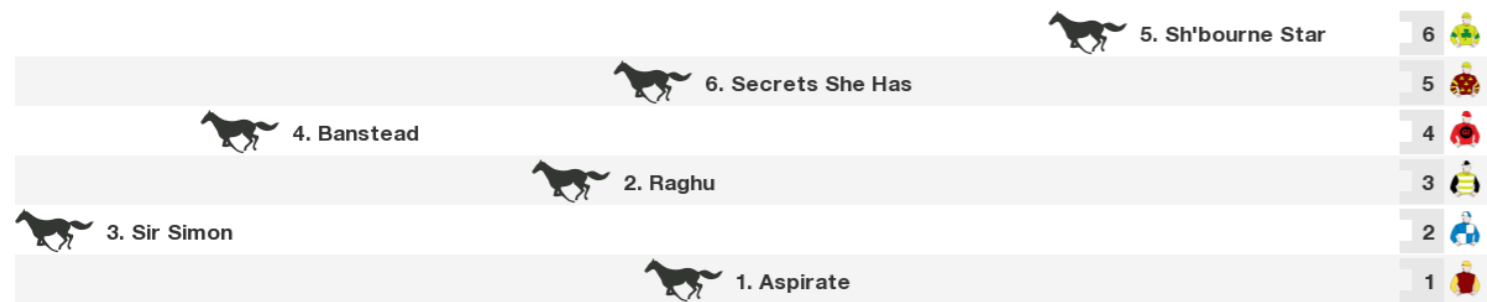 5. Sh'bourne Star 6
6. Secrets She Has 5
4. Banstead 4
2. Raghu 3
3. Sir Simon 2
1. Aspirate 1